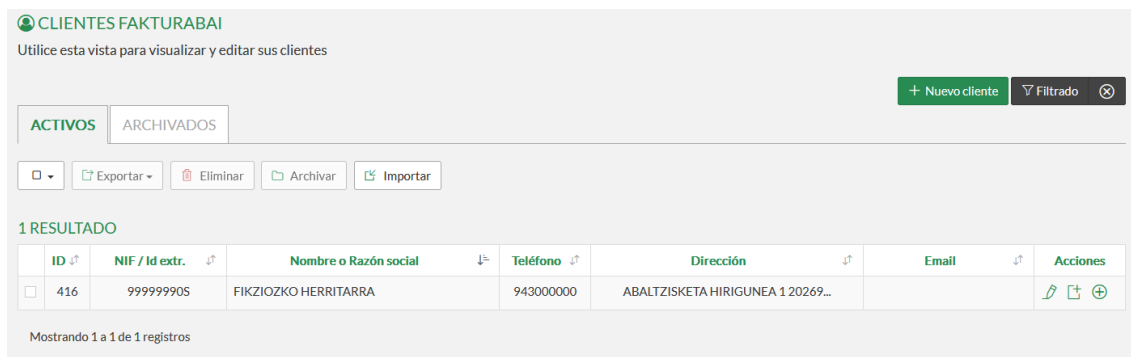 CLIENTES FAKTURABAI
Utilice esta vista para visualizar y editar sus clientes
+ Nuevo cliente Filtrado
ACTIVOS ARCHIVADOS
Exportar Eliminar Archivar Importar
1 RESULTADO
ID NIF / Id extr. Nombre o Razón social Teléfono Dirección Email Acciones
416 99999990S FIKZIOZKO HERRITARRA 943000000 ABALTZISKETA HIRIGUNEA 1 20269...
Mostrando 1 a 1 de 1 registros